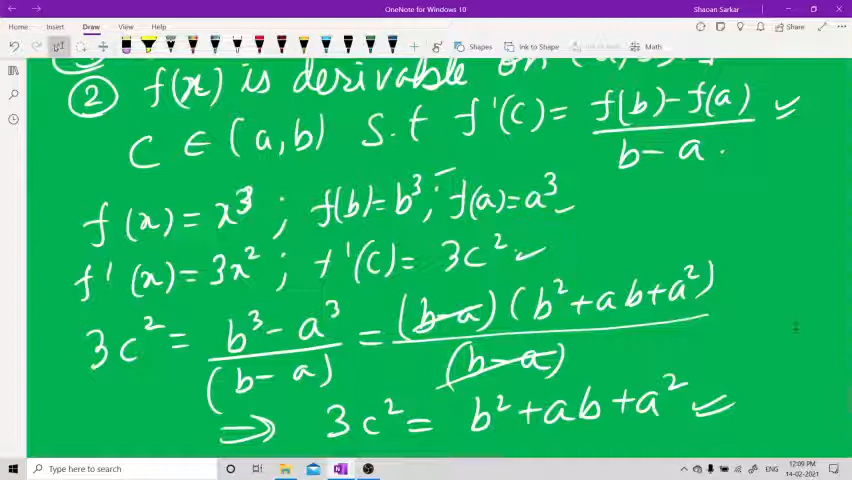 OneNote for Windows 10
Shaoan Sarkar
Home Insert Draw View Help
Share
Shapes Ink to Shape Math
② f(x) is derivable on
C ∈ (a,b) S.t f'(C) = f(b) - f(a) / b - a .
f(x) = x³ ; f(b) = b³ ; f(a) = a³
f'(x) = 3x² ; f'(C) = 3c²
3c² = b³ - a³ / (b - a) = (b - a) (b² + ab + a²) / (b - a)
⇒ 3c² = b² + ab + a²
Type here to search
ENG
12:09 PM
14-02-2021